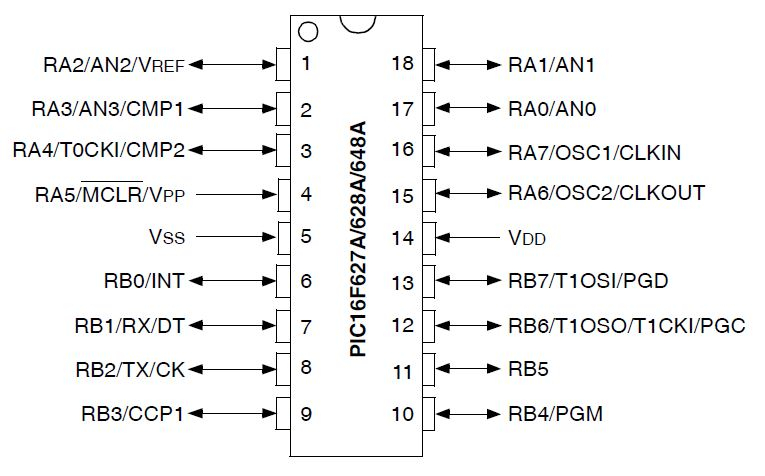 RA2/AN2/VREF 1 18 RA1/AN1
RA3/AN3/CMP1 2 17 RA0/AN0
RA4/T0CKI/CMP2 3 16 RA7/OSC1/CLKIN
RA5/MCLR/VPP 4 15 RA6/OSC2/CLKOUT
VSS 5 14 VDD
RB0/INT 6 13 RB7/T1OSI/PGD
RB1/RX/DT 7 12 RB6/T1OSO/T1CKI/PGC
RB2/TX/CK 8 11 RB5
RB3/CCP1 9 10 RB4/PGM
PIC16F627A/628A/648A